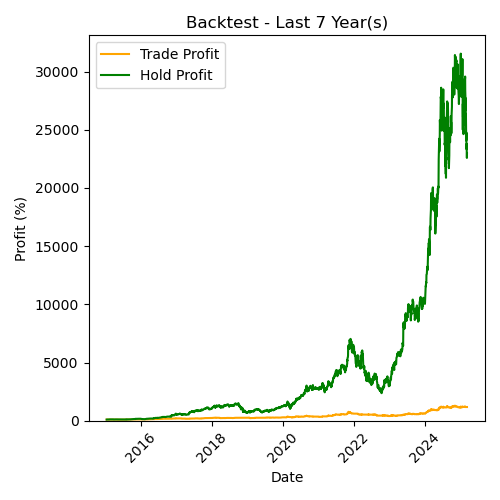 Backtest - Last 7 Year(s)
Trade Profit
Hold Profit
30000
25000
20000
15000
10000
5000
0
Profit (%)
2016
2018
2020
2022
2024
Date